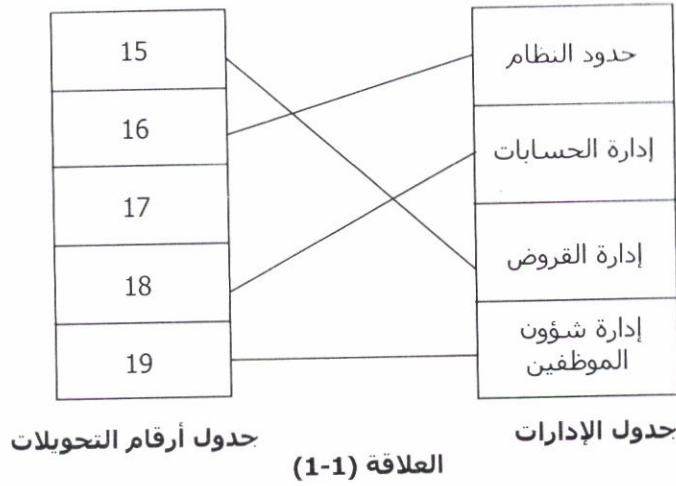 حدود النظام
إدارة الحسابات
إدارة القروض
إدارة شؤون
الموظفين
جدول الإدارات
15
16
17
18
19
جدول أرقام التحويلات
العلاقة (1-1)